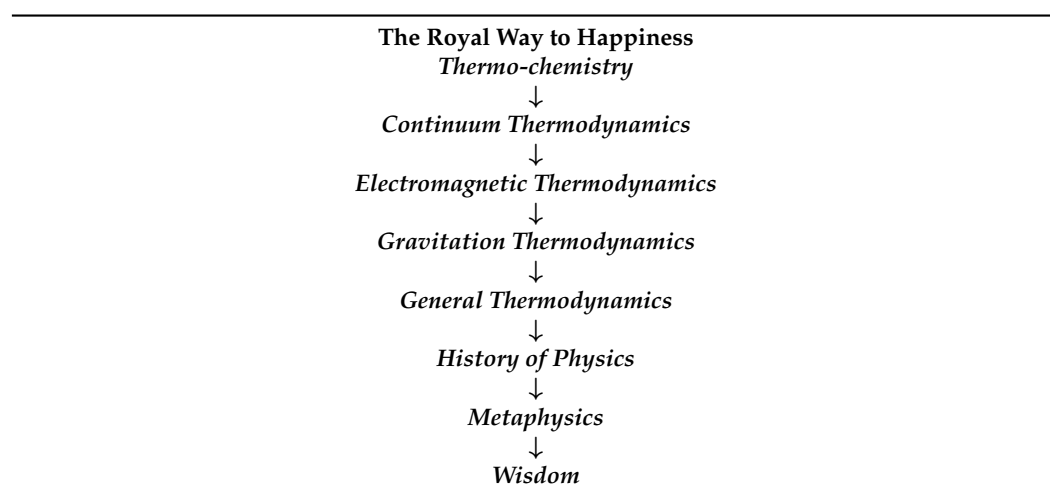 The Royal Way to Happiness
Thermo-chemistry
↓
Continuum Thermodynamics
↓
Electromagnetic Thermodynamics
↓
Gravitation Thermodynamics
↓
General Thermodynamics
↓
History of Physics
↓
Metaphysics
↓
Wisdom